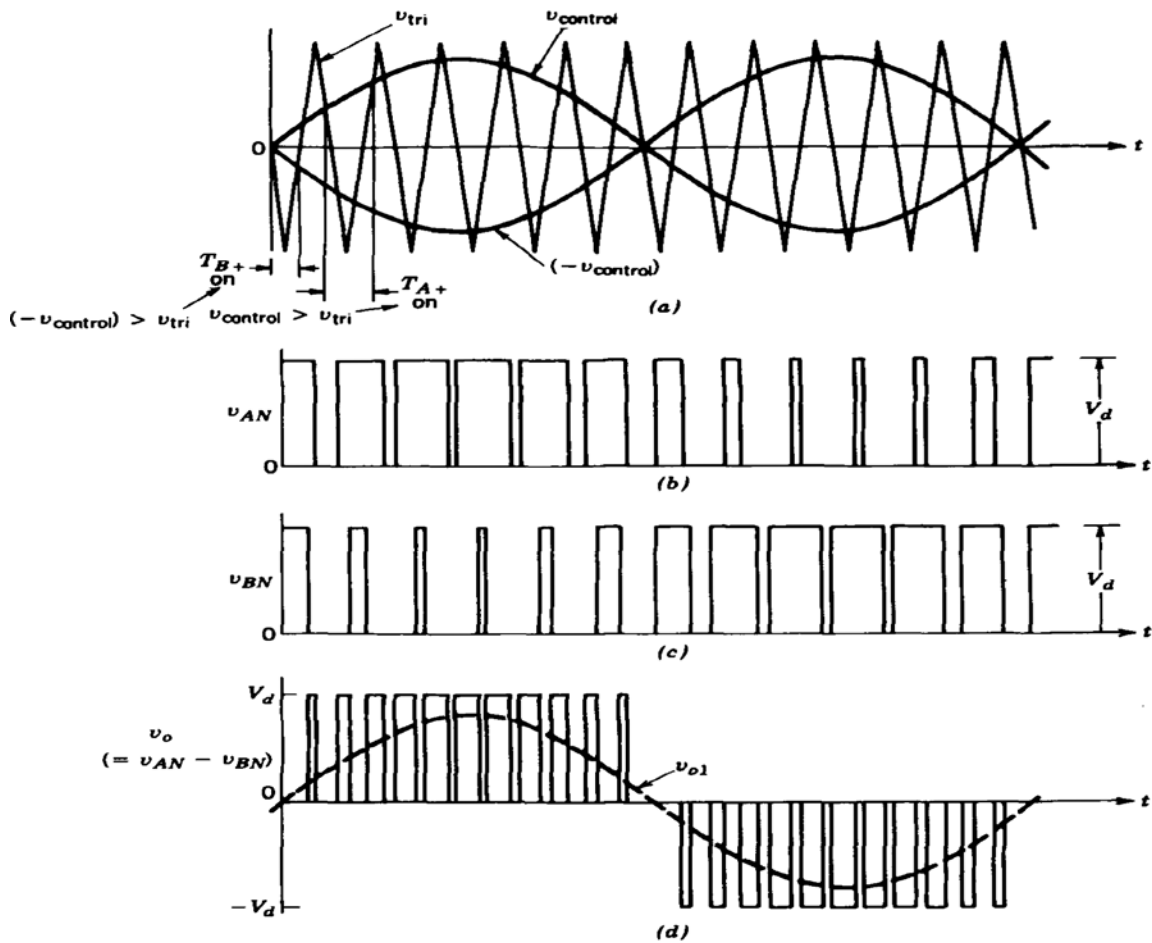 υtri
υcontrol
0
t
(−υcontrol)
TB+
on
TA+
on
(−υcontrol) > υtri υcontrol > υtri
(a)
υAN
Vd
0
t
(b)
υBN
Vd
0
t
(c)
Vd
υo
(= υAN − υBN)
υo1
0
t
−Vd
(d)